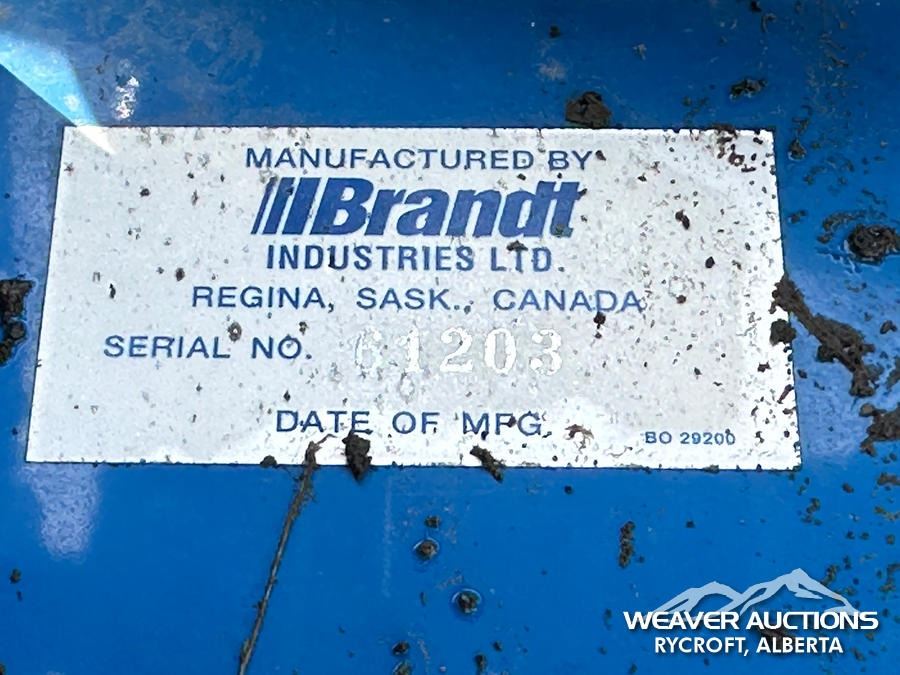 MANUFACTURED BY
Brandt
INDUSTRIES LTD.
REGINA, SASK., CANADA
SERIAL NO. 61203
DATE OF MFG.
BO 29200
WEAVER AUCTIONS
RYCROFT, ALBERTA